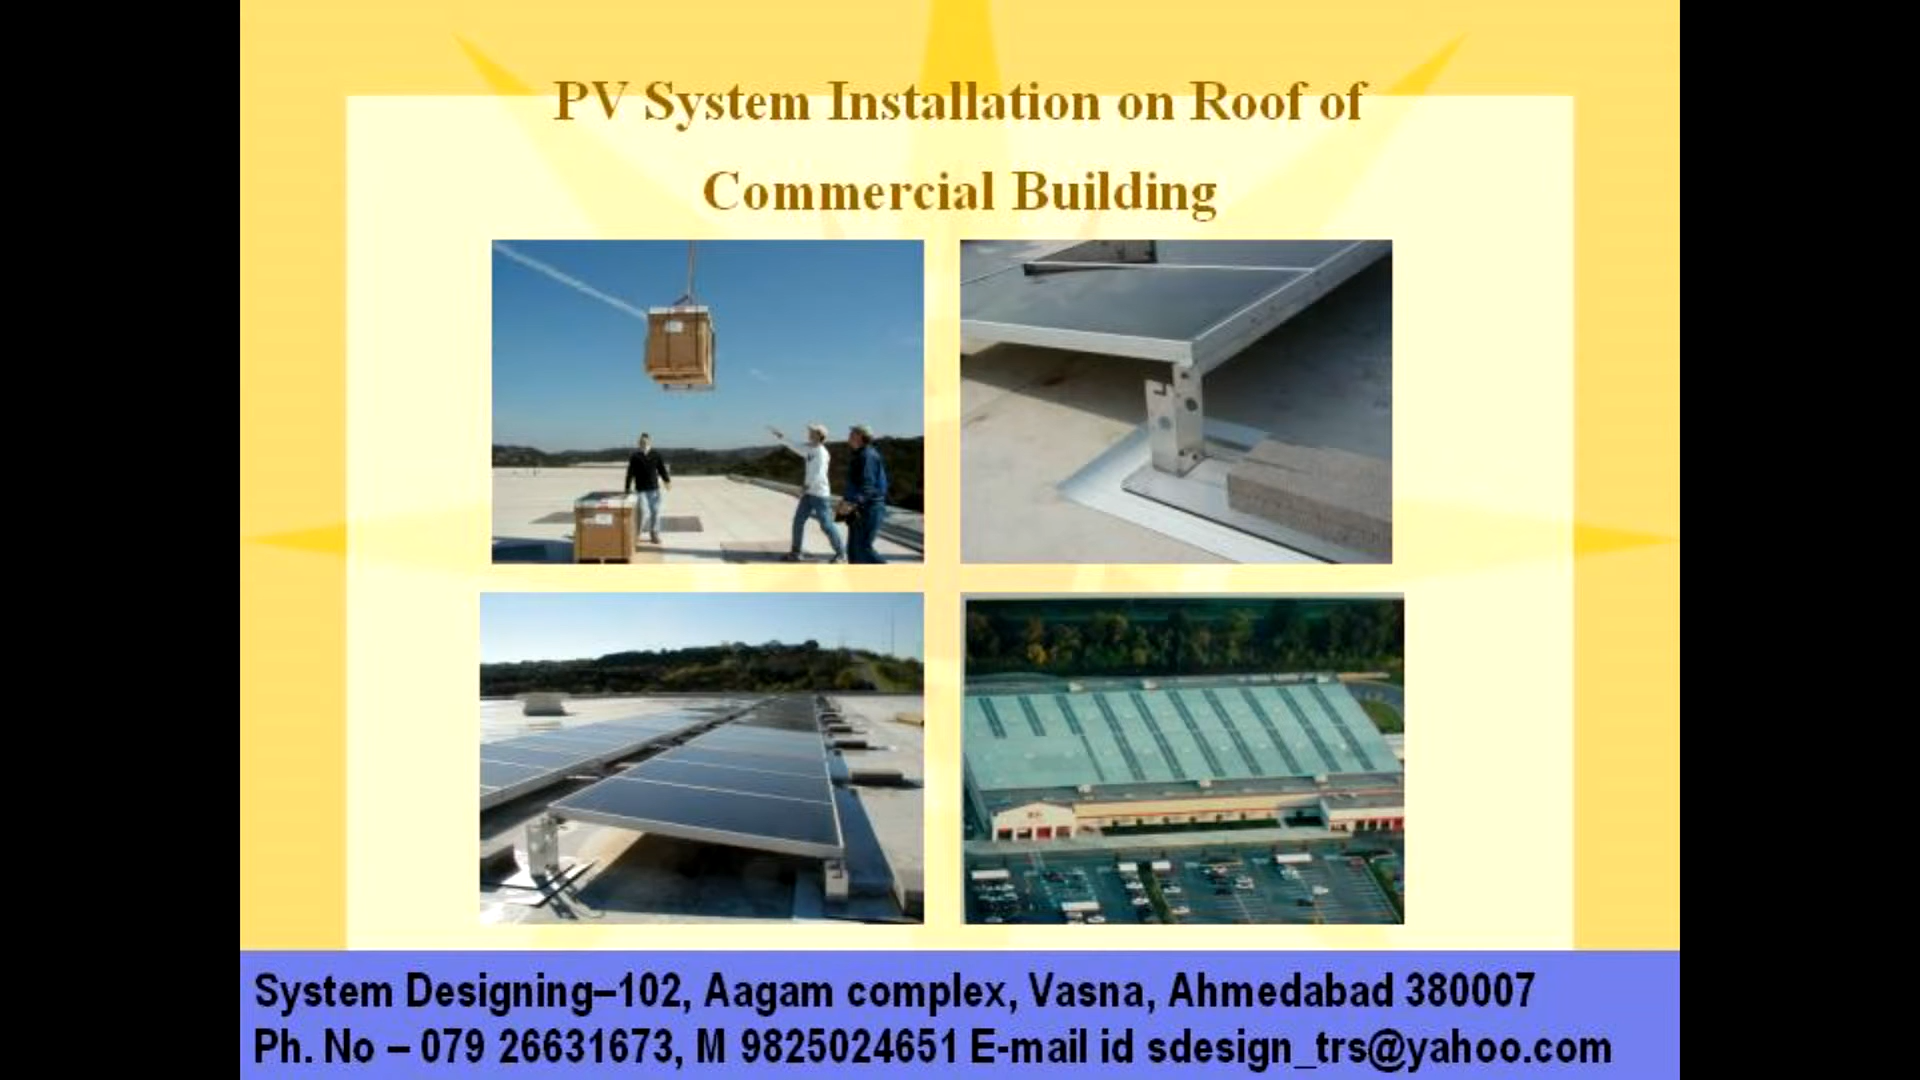 PV System Installation on Roof of
Commercial Building
System Designing–102, Aagam complex, Vasna, Ahmedabad 380007
Ph. No – 079 26631673, M 9825024651 E-mail id sdesign_trs@yahoo.com